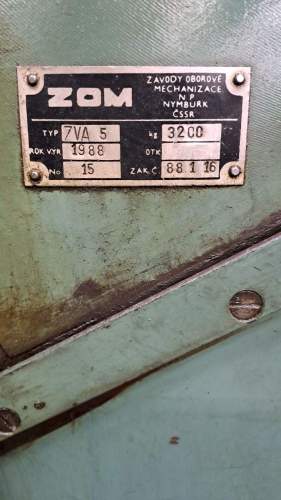 ZOM
ZÁVODY OBOROVÉ
MECHANIZACE
N P
NYMBURK
ČSSR
TYP 7VA 5 kg 3200
ROK VÝR. 1988 OTK
No 15 ZAK. Č. 88 1 16